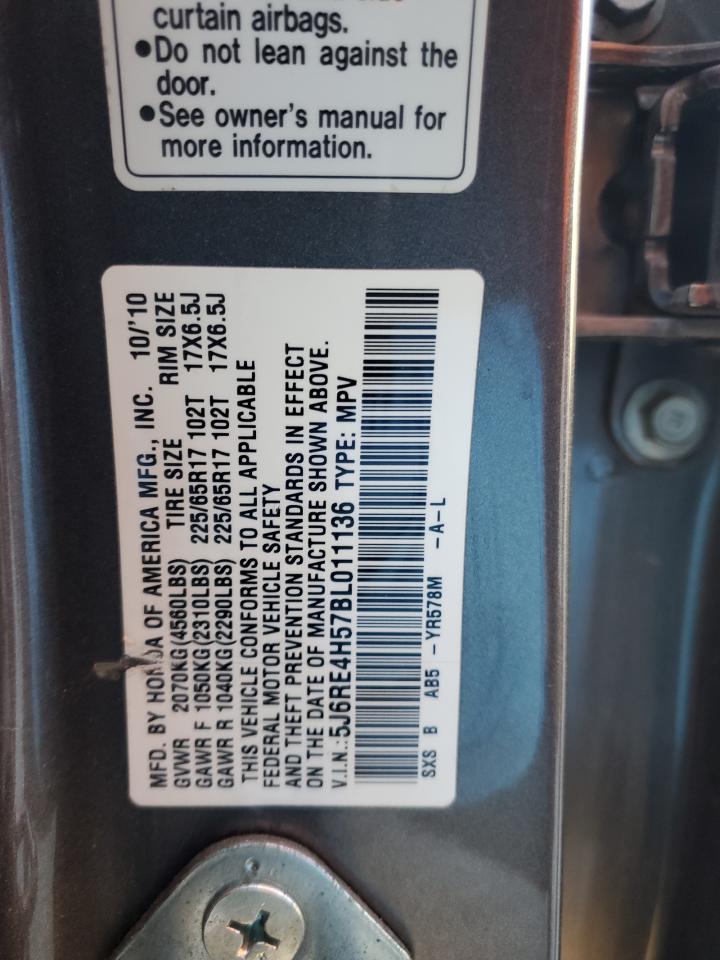 curtain airbags.
●Do not lean against the
door.
●See owner's manual for
more information.
MFD. BY HONDA OF AMERICA MFG., INC. 10/'10
GVWR 2070KG(4560LBS) TIRE SIZE RIM SIZE
GAWR F 1050KG(2310LBS) 225/65R17 102T 17X6.5J
GAWR R 1040KG(2290LBS) 225/65R17 102T 17X6.5J
THIS VEHICLE CONFORMS TO ALL APPLICABLE
FEDERAL MOTOR VEHICLE SAFETY
AND THEFT PREVENTION STANDARDS IN EFFECT
ON THE DATE OF MANUFACTURE SHOWN ABOVE.
V.I.N.:5J6RE4H57BL011136 TYPE: MPV
SXS B AB5 -YR578M -A-L